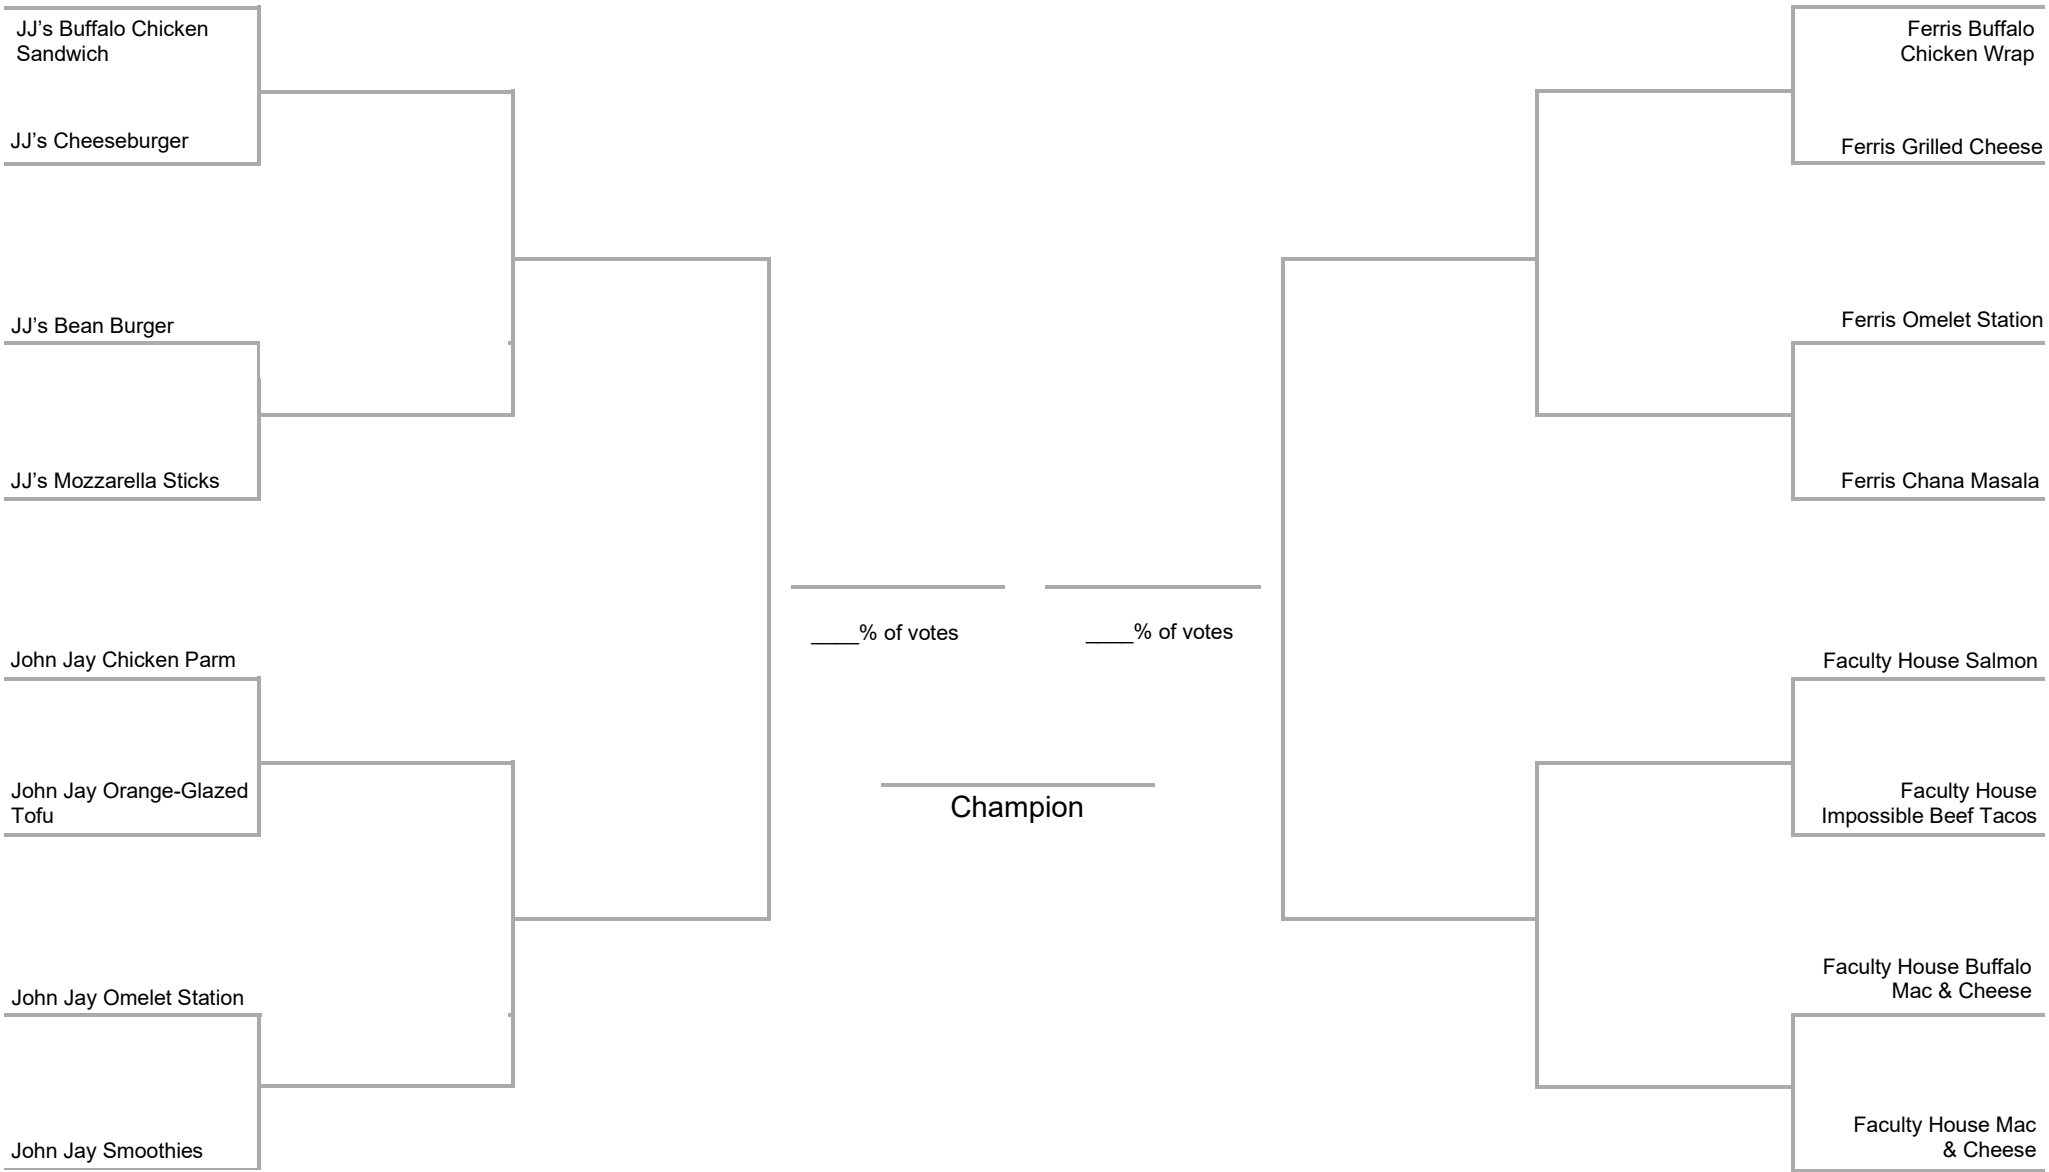 JJ’s Buffalo Chicken
Sandwich
JJ’s Cheeseburger
JJ’s Bean Burger
JJ’s Mozzarella Sticks
John Jay Chicken Parm
John Jay Orange-Glazed
Tofu
John Jay Omelet Station
John Jay Smoothies
____% of votes
____% of votes
Champion
Ferris Buffalo
Chicken Wrap
Ferris Grilled Cheese
Ferris Omelet Station
Ferris Chana Masala
Faculty House Salmon
Faculty House
Impossible Beef Tacos
Faculty House Buffalo
Mac & Cheese
Faculty House Mac
& Cheese